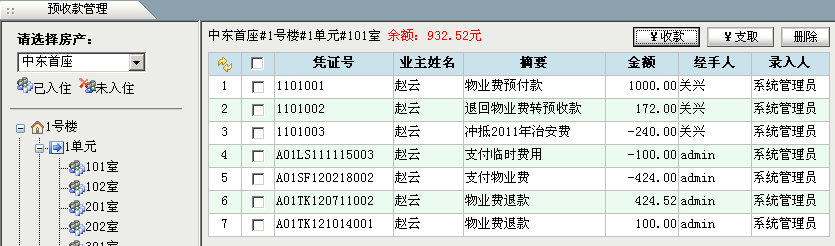 预收款管理
请选择房产：
中东首座
已入住 未入住
1号楼
1单元
101室
102室
201室
202室
中东首座#1号楼#1单元#101室 余额：932.52元 ¥收款 ¥支取 删除
凭证号 业主姓名 摘要 金额 经手人 录入人
1 1101001 赵云 物业费预付款 1000.00 关兴 系统管理员
2 1101002 赵云 退回物业费转预收款 172.00 关兴 系统管理员
3 1101003 赵云 冲抵2011年治安费 -240.00 关兴 系统管理员
4 A01LS111115003 赵云 支付临时费用 -100.00 admin 系统管理员
5 A01SF120218002 赵云 支付物业费 -424.00 admin 系统管理员
6 A01TK120711002 赵云 物业费退款 424.52 admin 系统管理员
7 A01TK121014001 赵云 物业费退款 100.00 admin 系统管理员